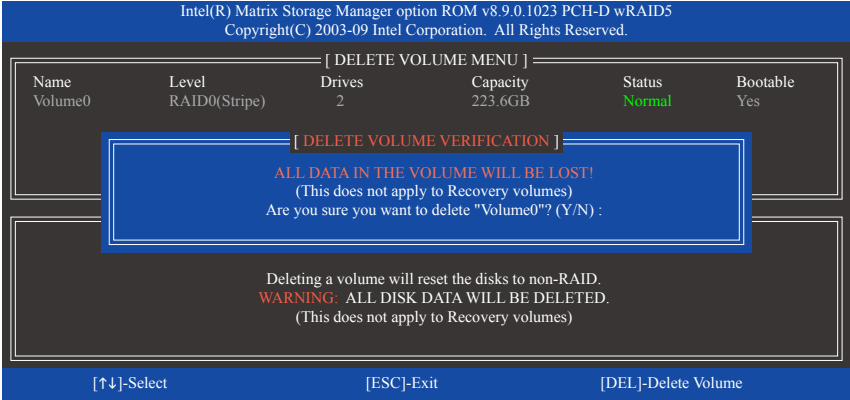 Intel(R) Matrix Storage Manager option ROM v8.9.0.1023 PCH-D wRAID5
Copyright(C) 2003-09 Intel Corporation. All Rights Reserved.
[ DELETE VOLUME MENU ]
Name Level Drives Capacity Status Bootable
Volume0 RAID0(Stripe) 2 223.6GB Normal Yes
[ DELETE VOLUME VERIFICATION ]
ALL DATA IN THE VOLUME WILL BE LOST!
(This does not apply to Recovery volumes)
Are you sure you want to delete "Volume0"? (Y/N) :
Deleting a volume will reset the disks to non-RAID.
WARNING: ALL DISK DATA WILL BE DELETED.
(This does not apply to Recovery volumes)
[↑↓]-Select [ESC]-Exit [DEL]-Delete Volume